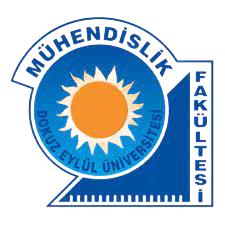 MÜHENDİSLİK
FAKÜLTESİ
DOKUZ EYLÜL ÜNİVERSİTESİ